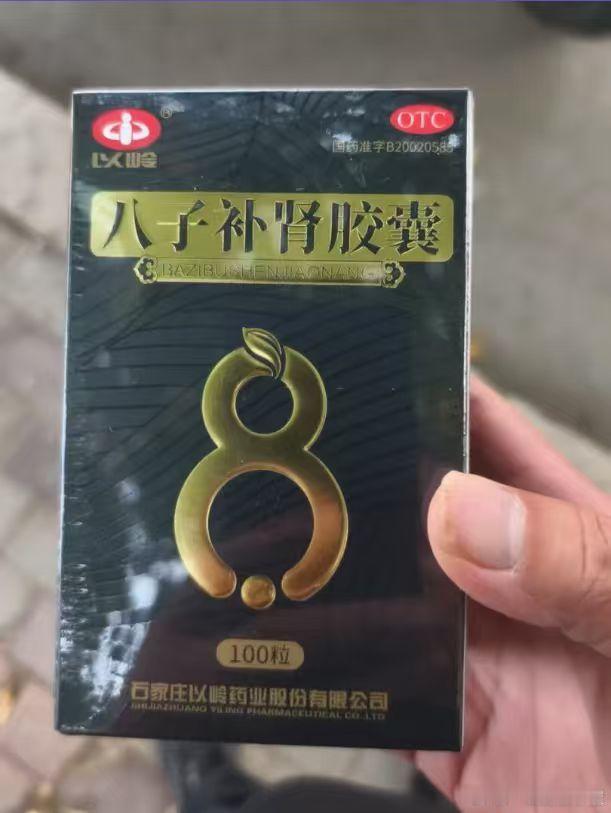 以岭
®
OTC
国药准字B20020585
八子补肾胶囊
BAZIBUSHENJIAONANG
100粒
石家庄以岭药业股份有限公司
SHIJIAZHUANG YILING PHARMACEUTICAL CO.,LTD